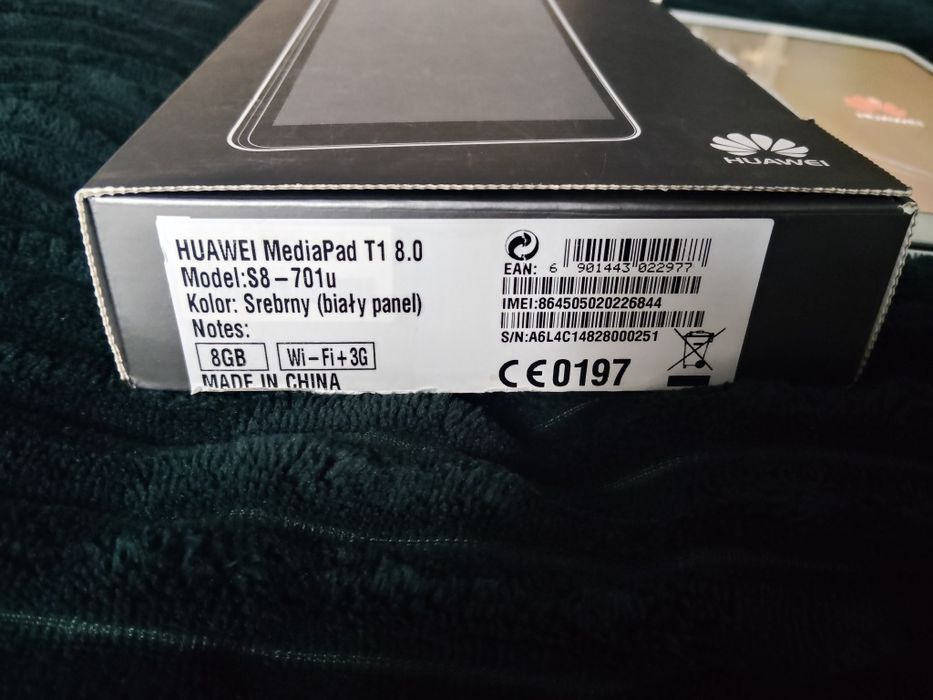 HUAWEI
HUAWEI
HUAWEI MediaPad T1 8.0
Model:S8-701u
Kolor: Srebrny (biały panel)
Notes:
8GB Wi-Fi+3G
MADE IN CHINA
EAN: 6 901443 022977
IMEI:864505020226844
S/N:A6L4C14828000251
CE0197